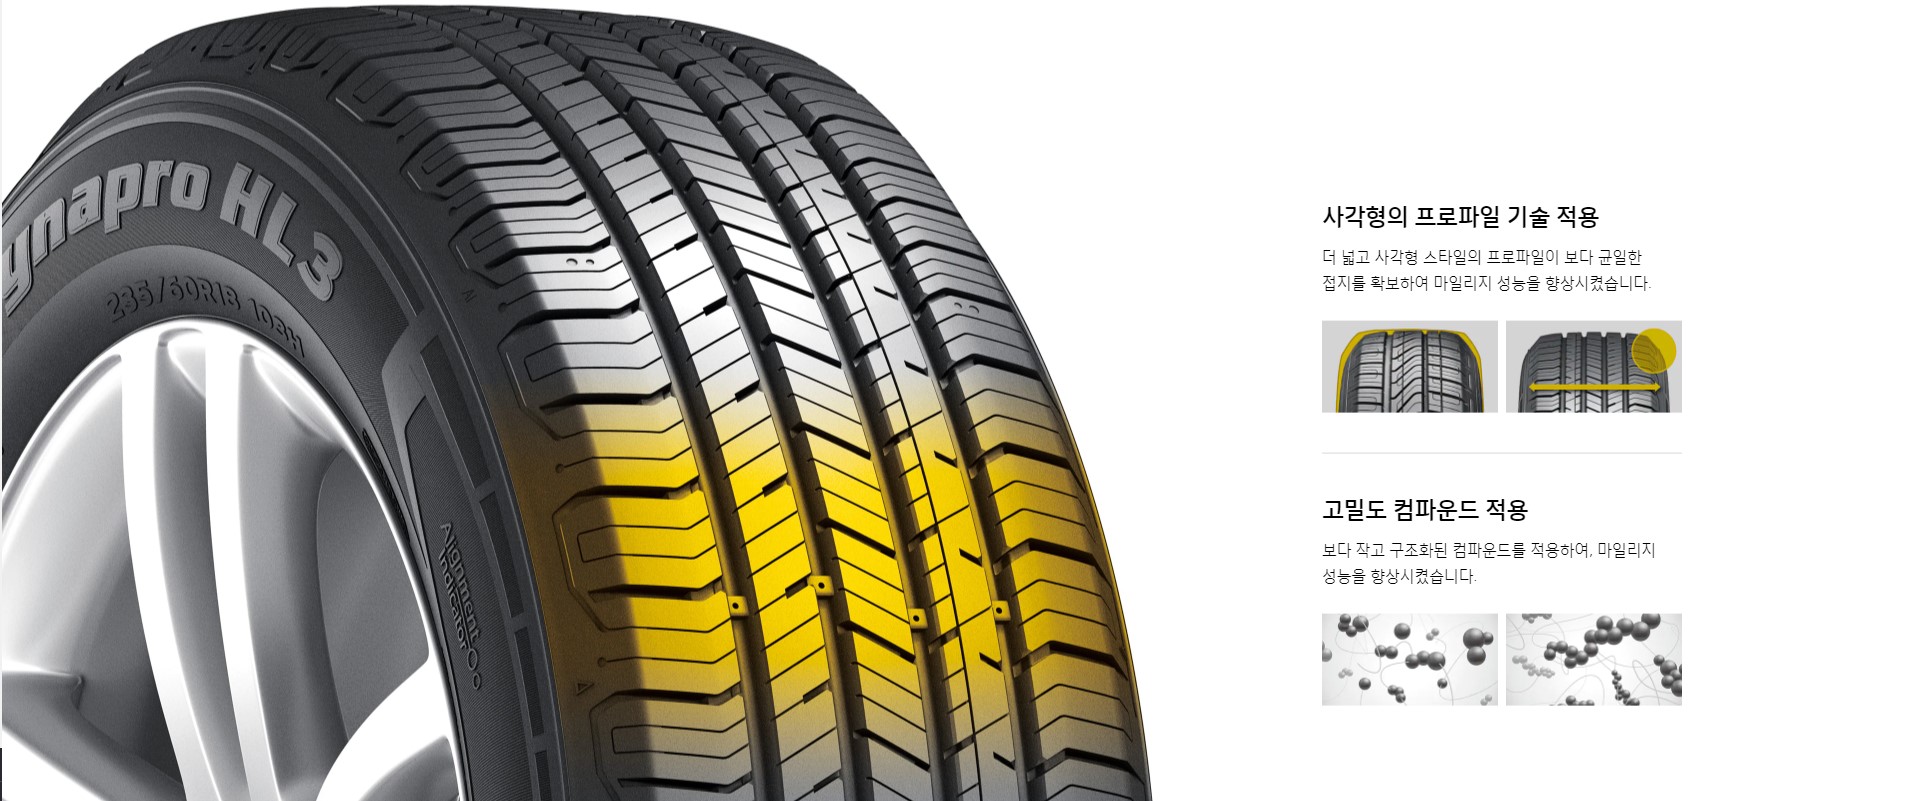 ynapro HL3
235/60R18 108H
Alignment
Indicator
사각형의 프로파일 기술 적용
더 넓고 사각형 스타일의 프로파일이 보다 균일한
접지를 확보하여 마일리지 성능을 향상시켰습니다.
고밀도 컴파운드 적용
보다 작고 구조화된 컴파운드를 적용하여, 마일리지
성능을 향상시켰습니다.